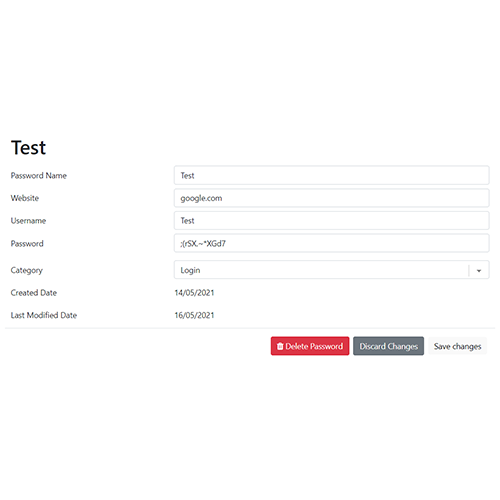 Test
Password Name Test
Website google.com
Username Test
Password ;(rSX.~*XGd7
Category Login
Created Date 14/05/2021
Last Modified Date 16/05/2021
Delete Password Discard Changes Save changes